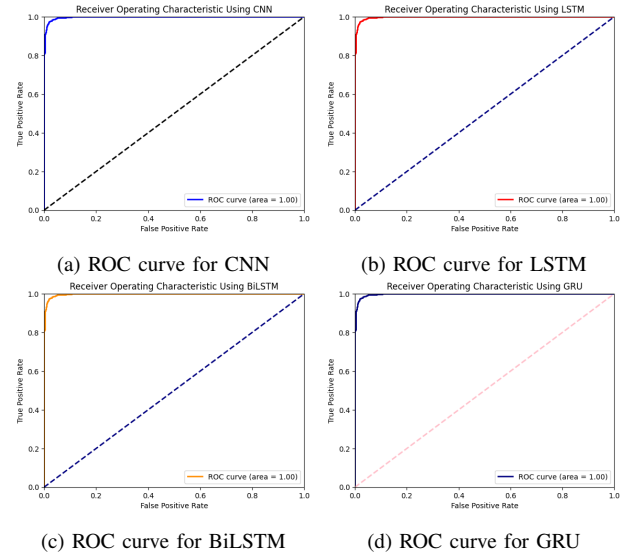 Receiver Operating Characteristic Using CNN
1.0
0.8
0.6
0.4
0.2
0.0
True Positive Rate
0.0 0.2 0.4 0.6 0.8 1.0
False Positive Rate
ROC curve (area = 1.00)
(a) ROC curve for CNN
Receiver Operating Characteristic Using LSTM
1.0
0.8
0.6
0.4
0.2
0.0
True Positive Rate
0.0 0.2 0.4 0.6 0.8 1.0
False Positive Rate
ROC curve (area = 1.00)
(b) ROC curve for LSTM
Receiver Operating Characteristic Using BiLSTM
1.0
0.8
0.6
0.4
0.2
0.0
True Positive Rate
0.0 0.2 0.4 0.6 0.8 1.0
False Positive Rate
ROC curve (area = 1.00)
(c) ROC curve for BiLSTM
Receiver Operating Characteristic Using GRU
1.0
0.8
0.6
0.4
0.2
0.0
True Positive Rate
0.0 0.2 0.4 0.6 0.8 1.0
False Positive Rate
ROC curve (area = 1.00)
(d) ROC curve for GRU